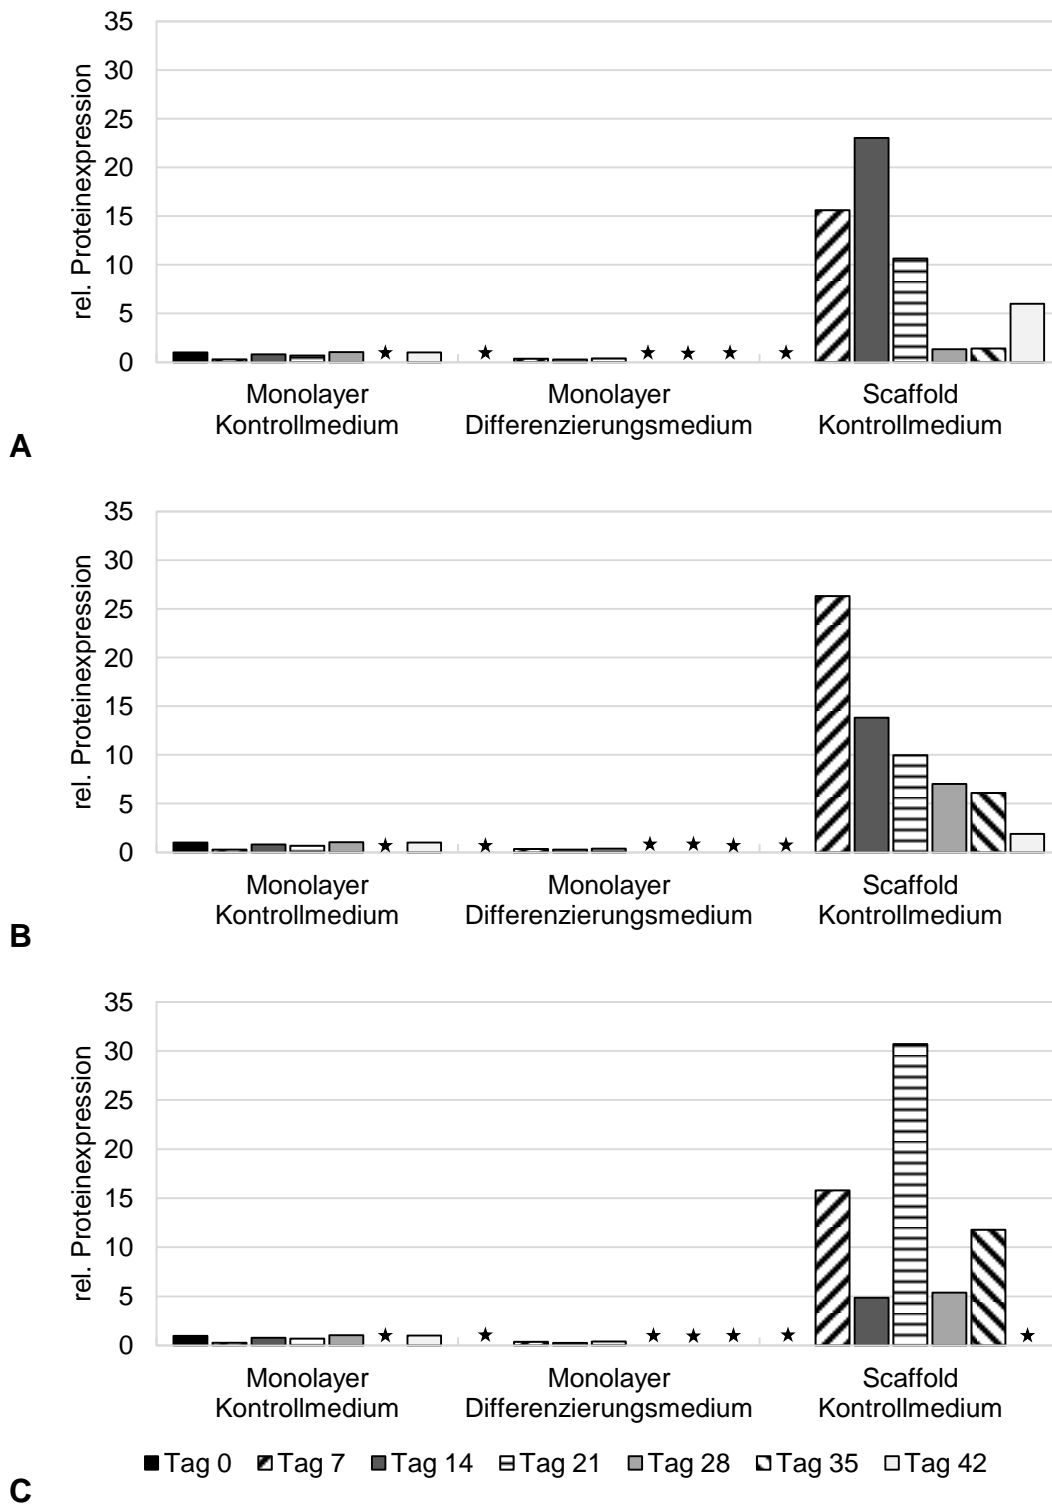 35
30
25
20
15
10
5
0
rel. Proteinexpression
Monolayer
Kontrollmedium
Monolayer
Differenzierungsmedium
Scaffold
Kontrollmedium
A
35
30
25
20
15
10
5
0
rel. Proteinexpression
Monolayer
Kontrollmedium
Monolayer
Differenzierungsmedium
Scaffold
Kontrollmedium
B
35
30
25
20
15
10
5
0
rel. Proteinexpression
Monolayer
Kontrollmedium
Monolayer
Differenzierungsmedium
Scaffold
Kontrollmedium
Tag 0 Tag 7 Tag 14 Tag 21 Tag 28 Tag 35 Tag 42
C